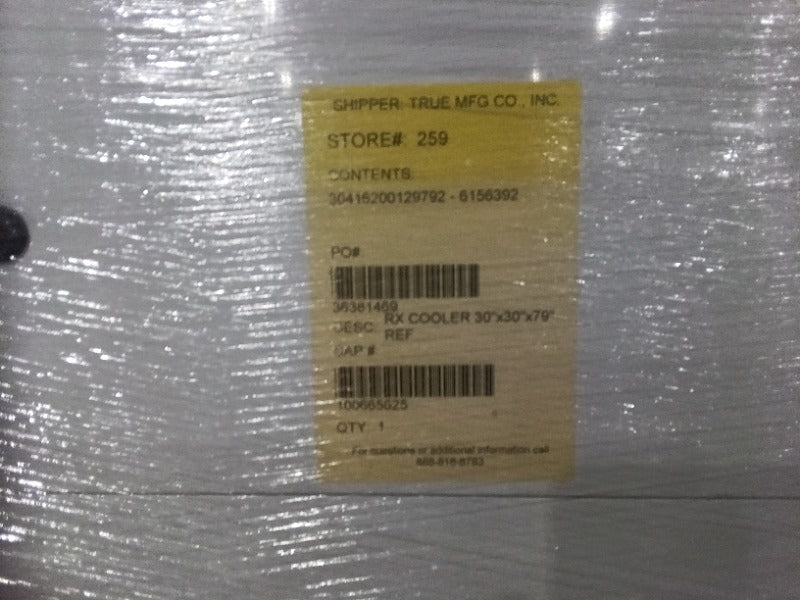 SHIPPER: TRUE MFG CO., INC.
STORE# 259
CONTENTS
30416200129792 - 6156392
PO#
36381469
DESC: RX COOLER 30"x30"x79"
REF
CAP #
100665625
QTY 1
For questions or additional information call